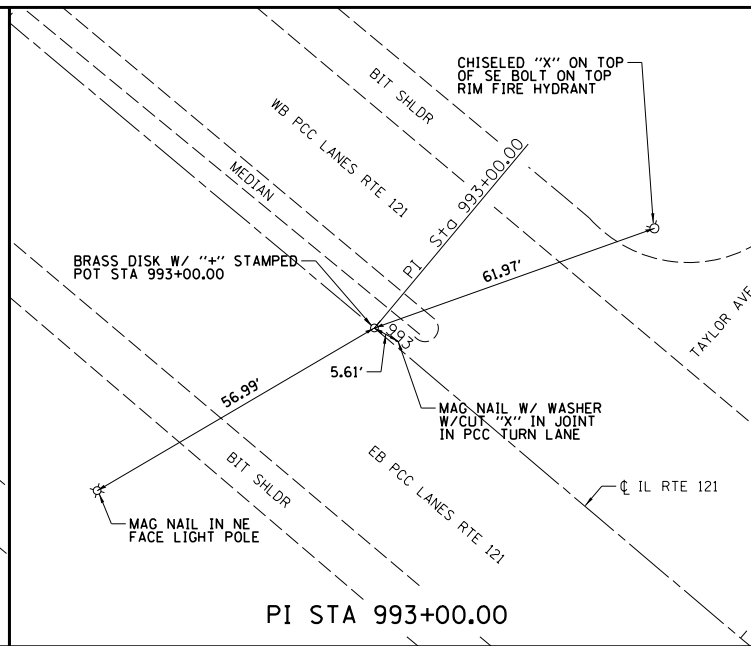 CHISELED "X" ON TOP
OF SE BOLT ON TOP
RIM FIRE HYDRANT
BIT SHLDR
WB PCC LANES RTE 121
MEDIAN
PI Sta 993+00.00
BRASS DISK W/ "+" STAMPED
POT STA 993+00.00
61.97'
993
TAYLOR AVE
5.61'
56.99'
MAG NAIL W/ WASHER
W/CUT "X" IN JOINT
IN PCC TURN LANE
BIT SHLDR
EB PCC LANES RTE 121
℄ IL RTE 121
MAG NAIL IN NE
FACE LIGHT POLE
PI STA 993+00.00